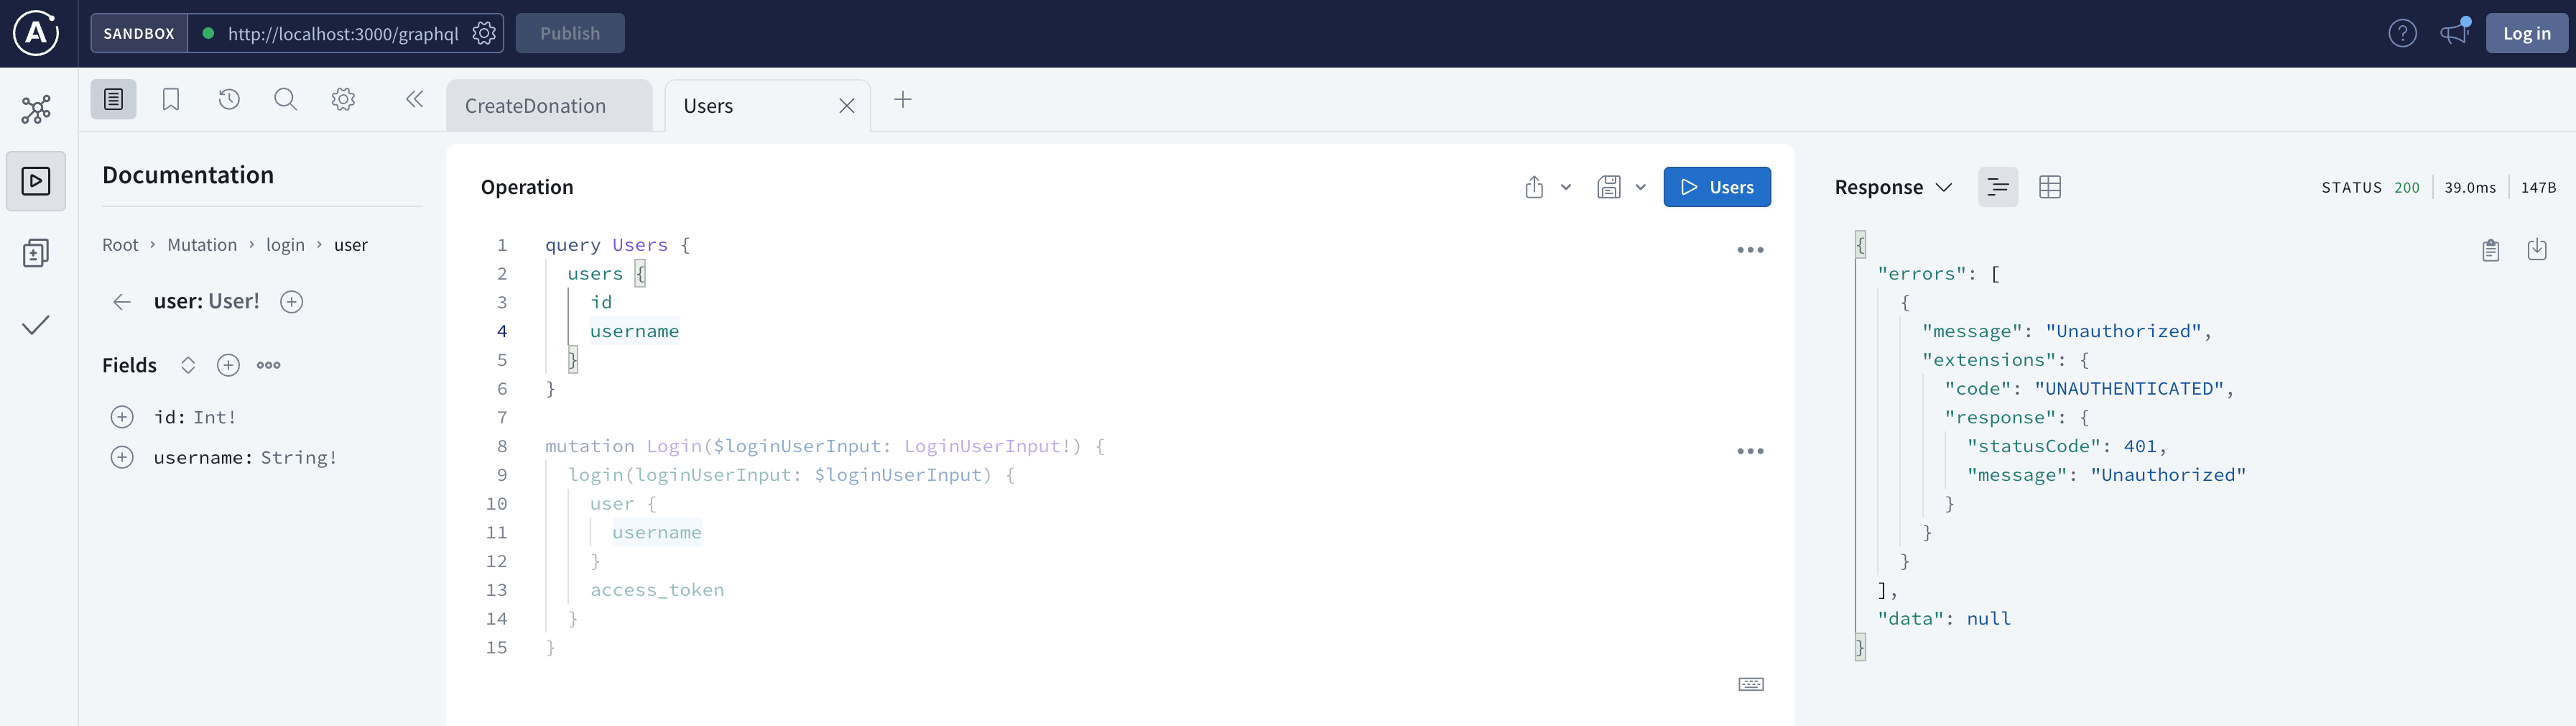 SANDBOX http://localhost:3000/graphql Publish Log in
CreateDonation Users
Documentation
Root › Mutation › login › user
user: User!
Fields
id: Int!
username: String!
Operation Users
1 query Users {
2 users {
3 id
4 username
5 }
6 }
7
8 mutation Login($loginUserInput: LoginUserInput!) {
9 login(loginUserInput: $loginUserInput) {
10 user {
11 username
12 }
13 access_token
14 }
15 }
Response STATUS 200 39.0ms 147B
{
"errors": [
{
"message": "Unauthorized",
"extensions": {
"code": "UNAUTHENTICATED",
"response": {
"statusCode": 401,
"message": "Unauthorized"
}
}
}
],
"data": null
}